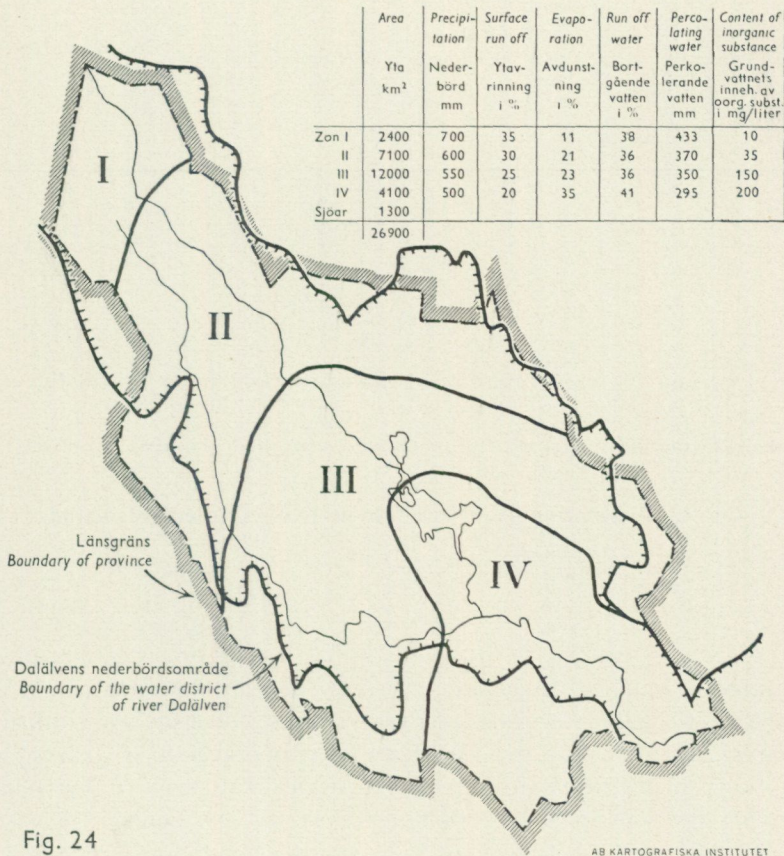 Area Precipi- Surface Evapo- Run off Perco- Content of
tation run off ration water lating inorganic
water substance
Yta Neder- Ytav- Avdunst- Bort- Perko- Grund-
km² börd rinning ning gående lerande vattnets
mm i % i % vatten vatten inneh. av
i % mm oorg. subst.
i mg/liter
Zon I 2400 700 35 11 38 433 10
II 7100 600 30 21 36 370 35
III 12000 550 25 23 36 350 150
IV 4100 500 20 35 41 295 200
Sjöar 1300
26900
I
II
III
IV
Länsgräns
Boundary of province
Dalälvens nederbördsområde
Boundary of the water district
of river Dalälven
Fig. 24
AB KARTOGRAFISKA INSTITUTET